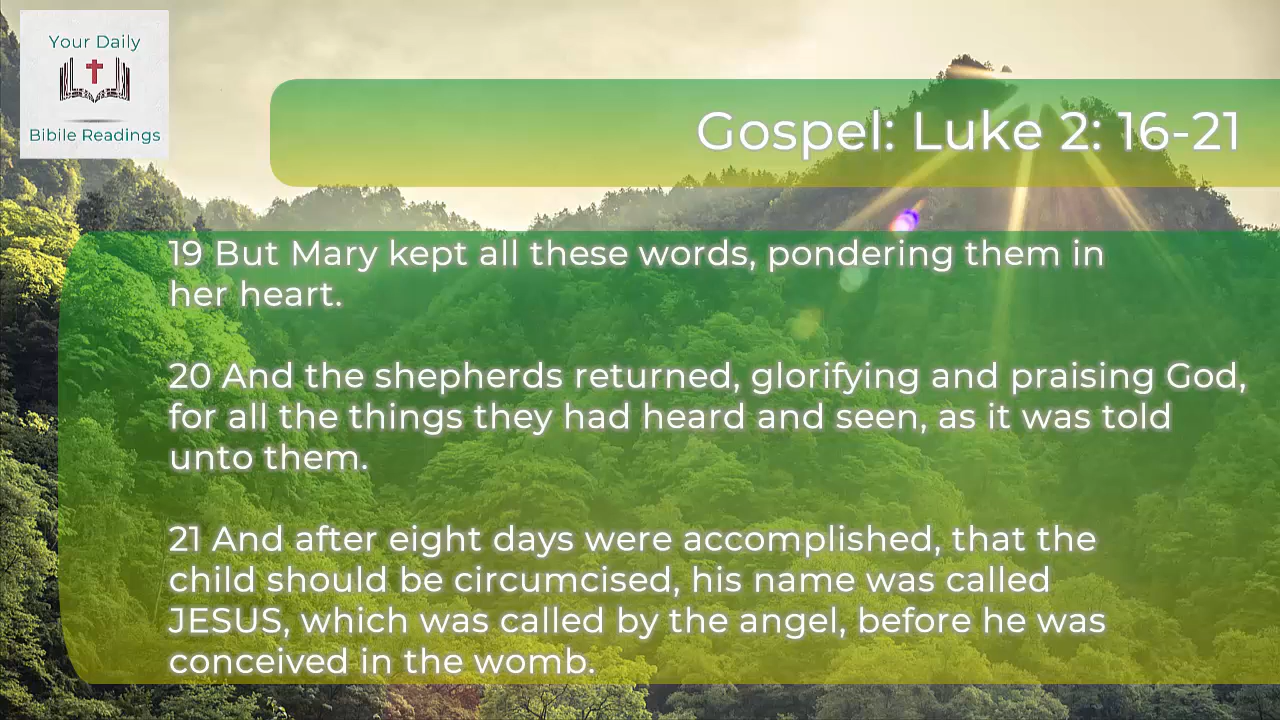 Your Daily
Bibile Readings
Gospel: Luke 2: 16-21
19 But Mary kept all these words, pondering them in
her heart.
20 And the shepherds returned, glorifying and praising God,
for all the things they had heard and seen, as it was told
unto them.
21 And after eight days were accomplished, that the
child should be circumcised, his name was called
JESUS, which was called by the angel, before he was
conceived in the womb.